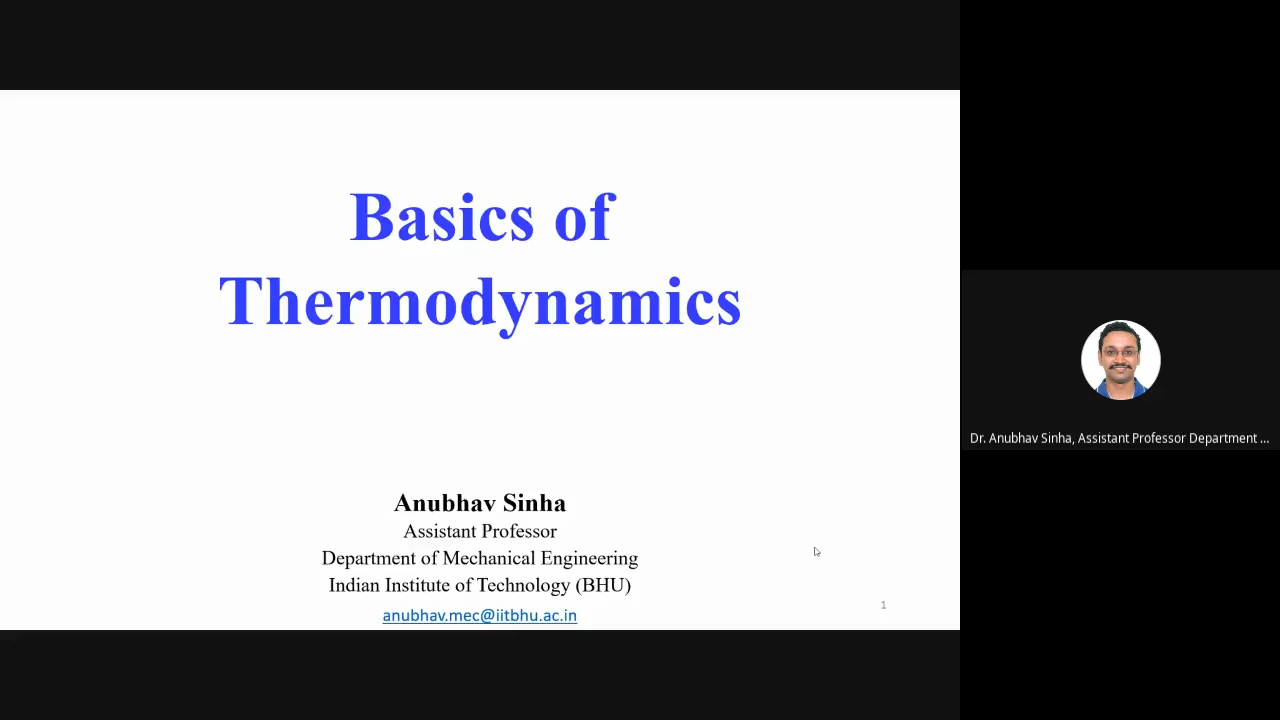 Basics of
Thermodynamics
Anubhav Sinha
Assistant Professor
Department of Mechanical Engineering
Indian Institute of Technology (BHU)
anubhav.mec@iitbhu.ac.in
1
Dr. Anubhav Sinha, Assistant Professor Department ...